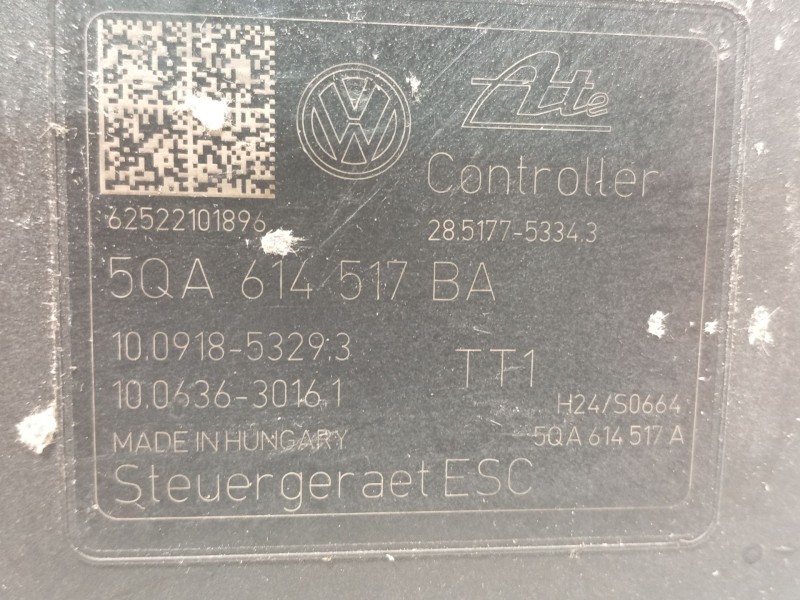 VW Ate
Controller
62522101896 28.5177-5334.3
5QA 614 517 BA
10.0918-5329.3
TT1
10.0636-3016.1
H24/S0664
MADE IN HUNGARY 5QA 614 517 A
Steuergeraet ESC